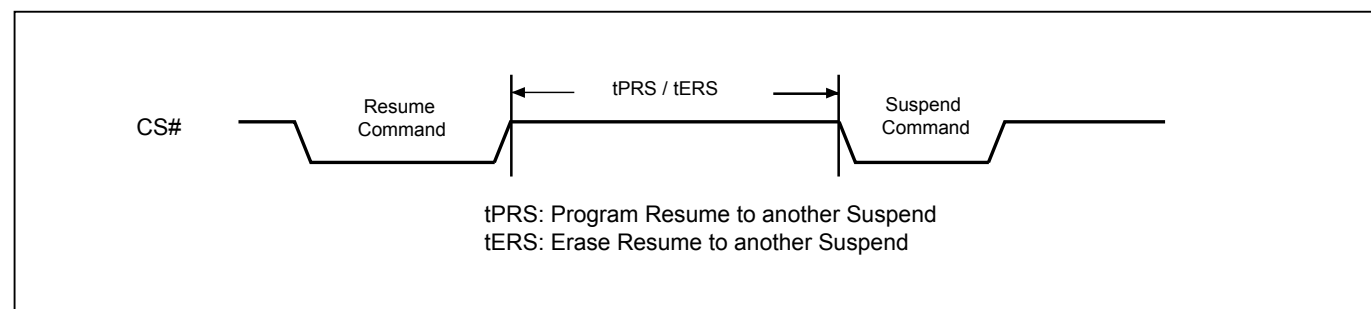 tPRS / tERS
Resume
Command
Suspend
Command
CS#
tPRS: Program Resume to another Suspend
tERS: Erase Resume to another Suspend